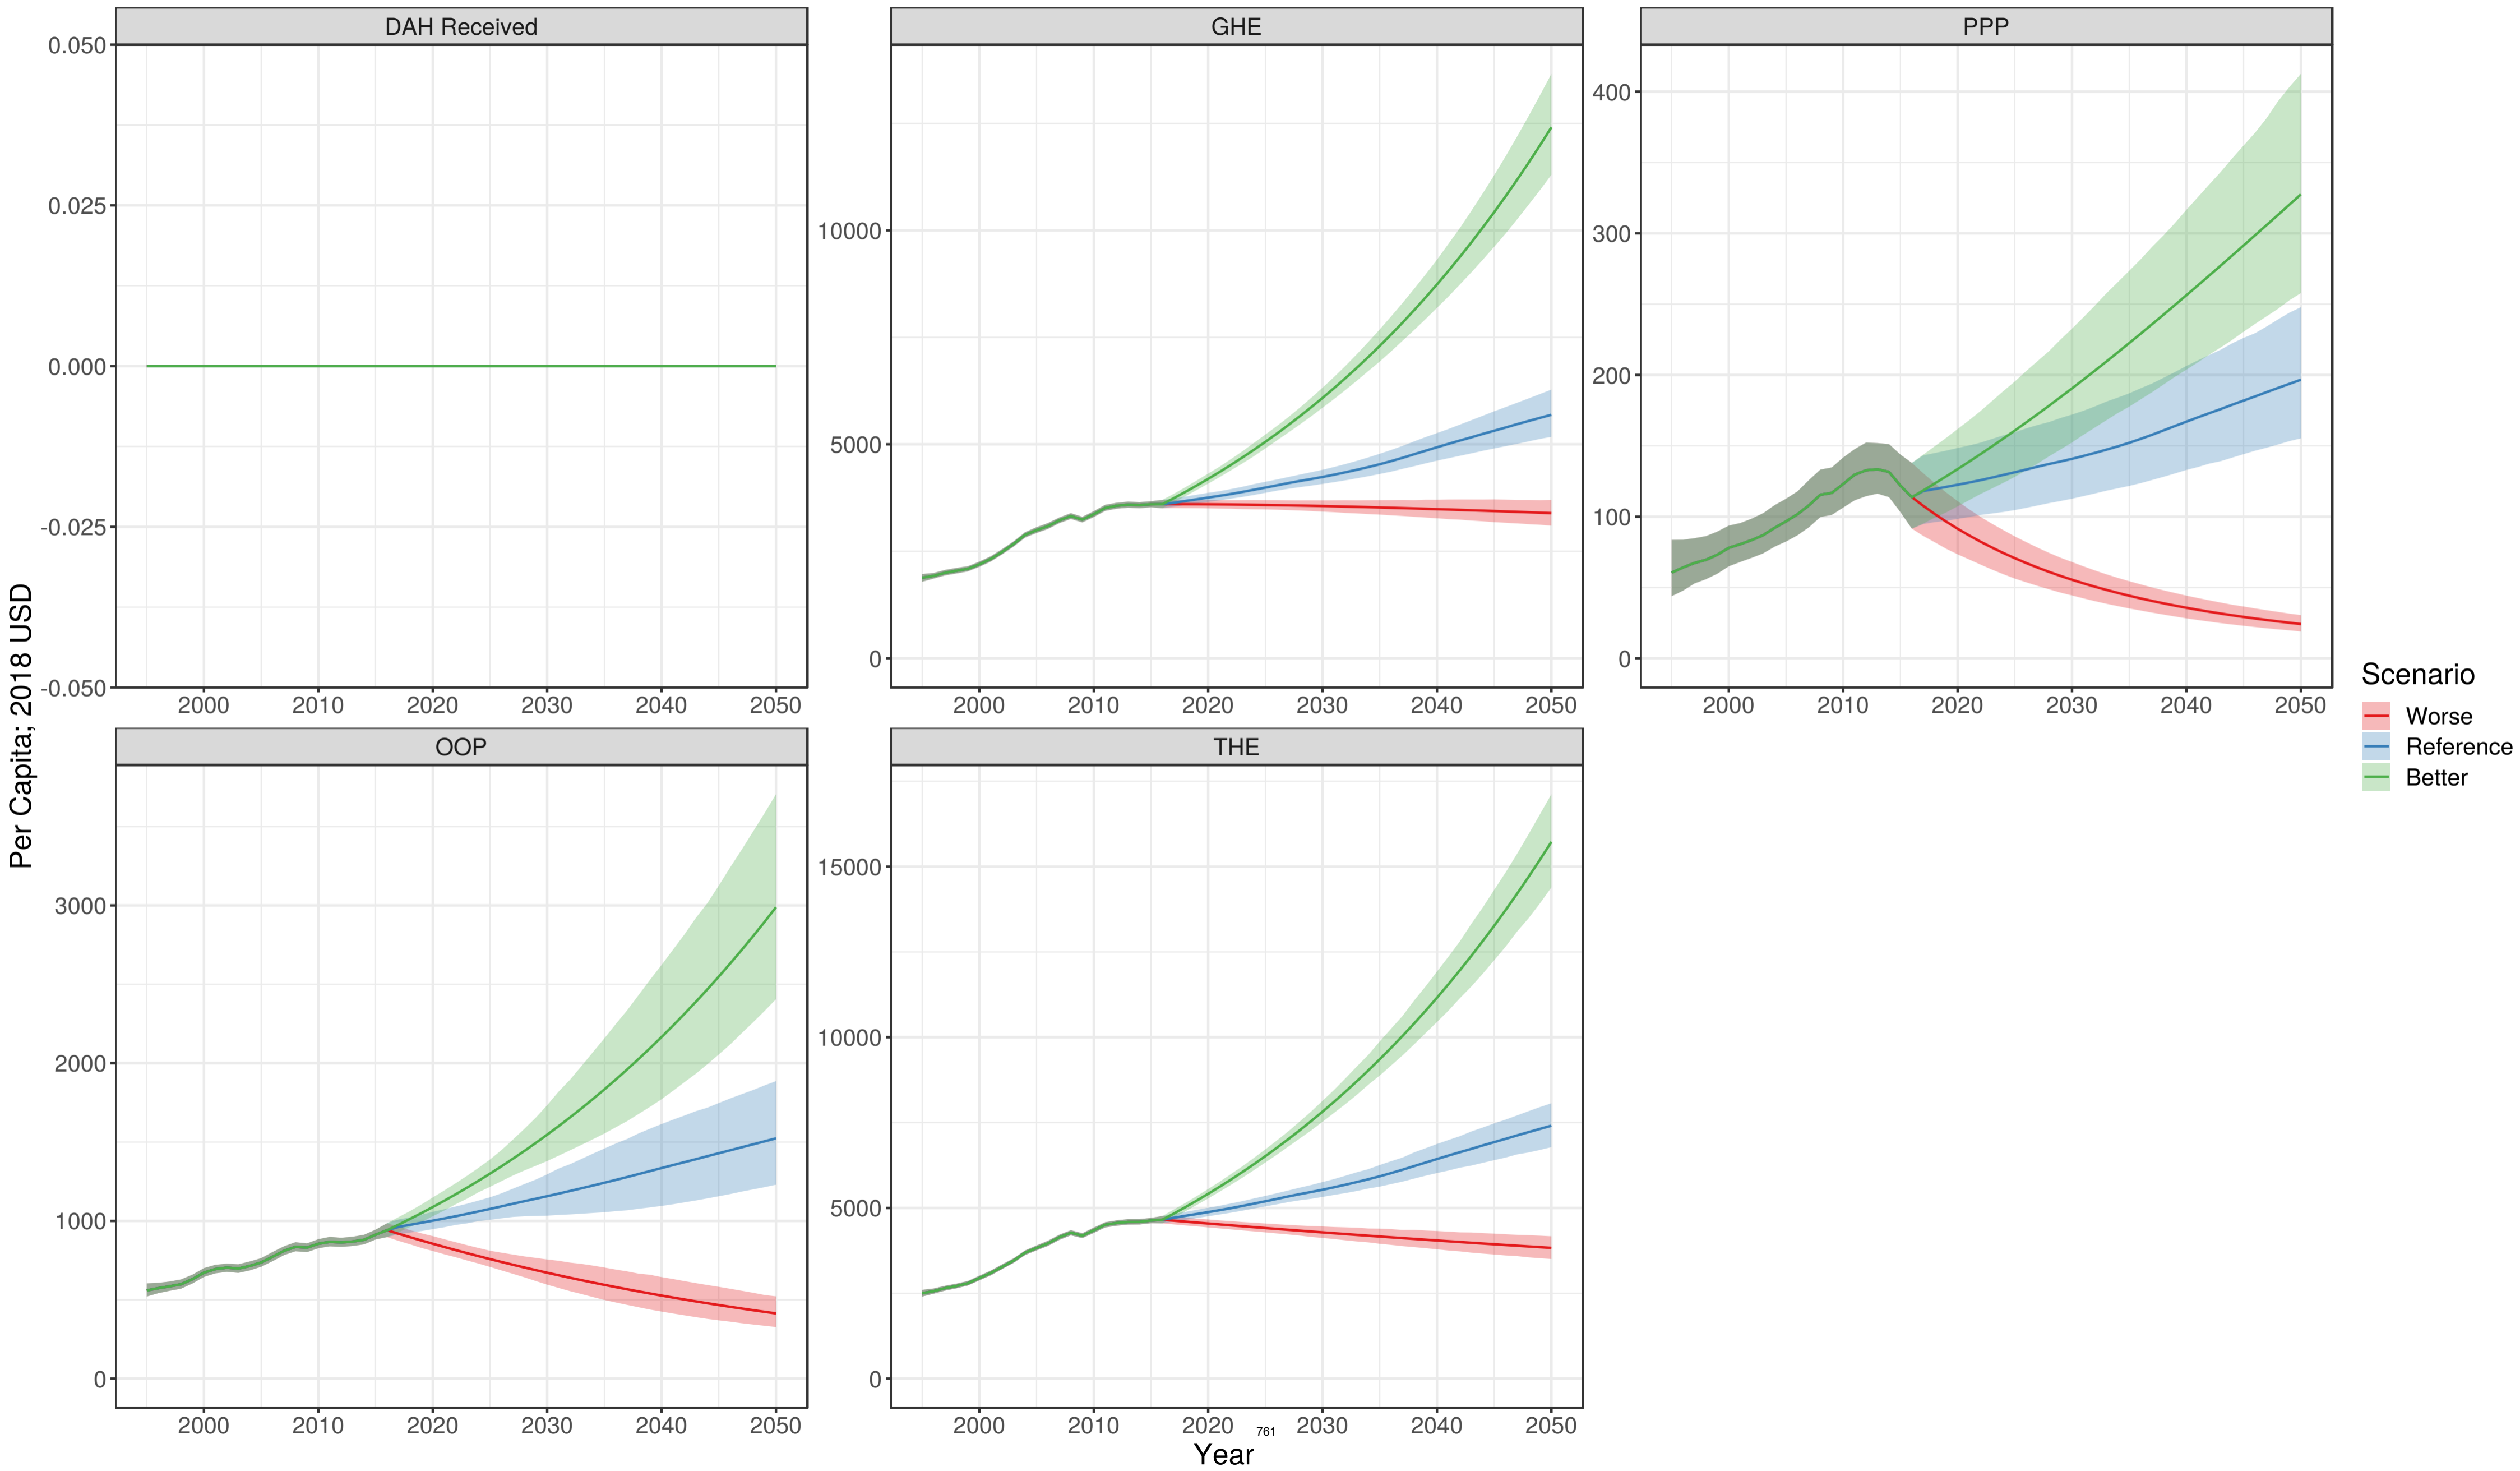 DAH Received
GHE
PPP
0.050
0.025
0.000
-0.025
-0.050
2000 2010 2020 2030 2040 2050
10000
5000
0
2000 2010 2020 2030 2040 2050
400
300
200
100
0
2000 2010 2020 2030 2040 2050
Per Capita; 2018 USD
OOP
THE
3000
2000
1000
0
2000 2010 2020 2030 2040 2050
15000
10000
5000
0
2000 2010 2020 2030 2040 2050
761
Year
Scenario
Worse
Reference
Better